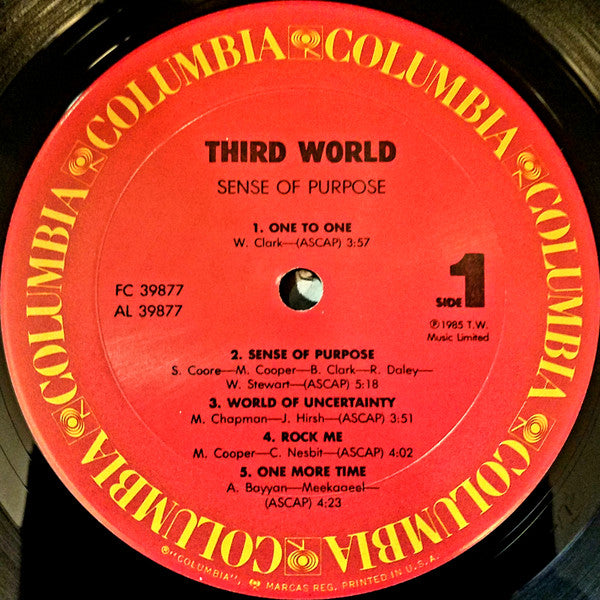 COLUMBIA COLUMBIA COLUMBIA COLUMBIA COLUMBIA COLUMBIA
THIRD WORLD
SENSE OF PURPOSE
1. ONE TO ONE
W. Clark—(ASCAP) 3:57
FC 39877
AL 39877
SIDE 1
℗1985 T.W.
Music Limited
2. SENSE OF PURPOSE
S. Coore—M. Cooper—B. Clark—R. Daley—
W. Stewart—(ASCAP) 5:18
3. WORLD OF UNCERTAINTY
M. Chapman—J. Hirsh—(ASCAP) 3:51
4. ROCK ME
M. Cooper—C. Nesbit—(ASCAP) 4:02
5. ONE MORE TIME
A. Bayyan—Meekaaeel—
(ASCAP) 4:23
®"COLUMBIA", MARCAS REG. PRINTED IN U.S.A.